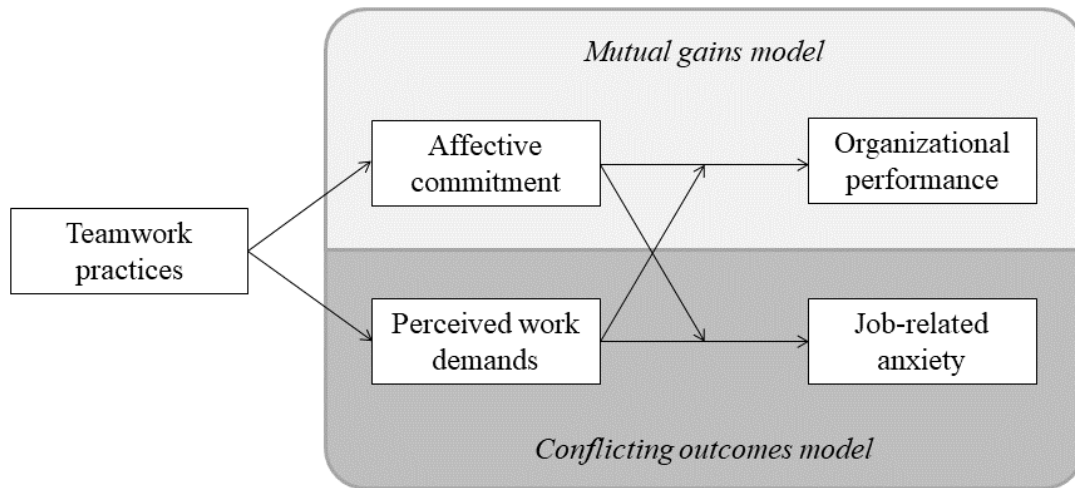 Mutual gains model
Affective
commitment
Organizational
performance
Teamwork
practices
Perceived work
demands
Job-related
anxiety
Conflicting outcomes model